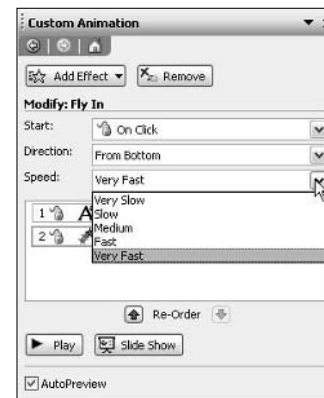 Custom Animation
Add Effect Remove
Modify: Fly In
Start: On Click
Direction: From Bottom
Speed: Very Fast
Very Slow
Slow
Medium
Fast
Very Fast
1
2
Re-Order
Play Slide Show
AutoPreview